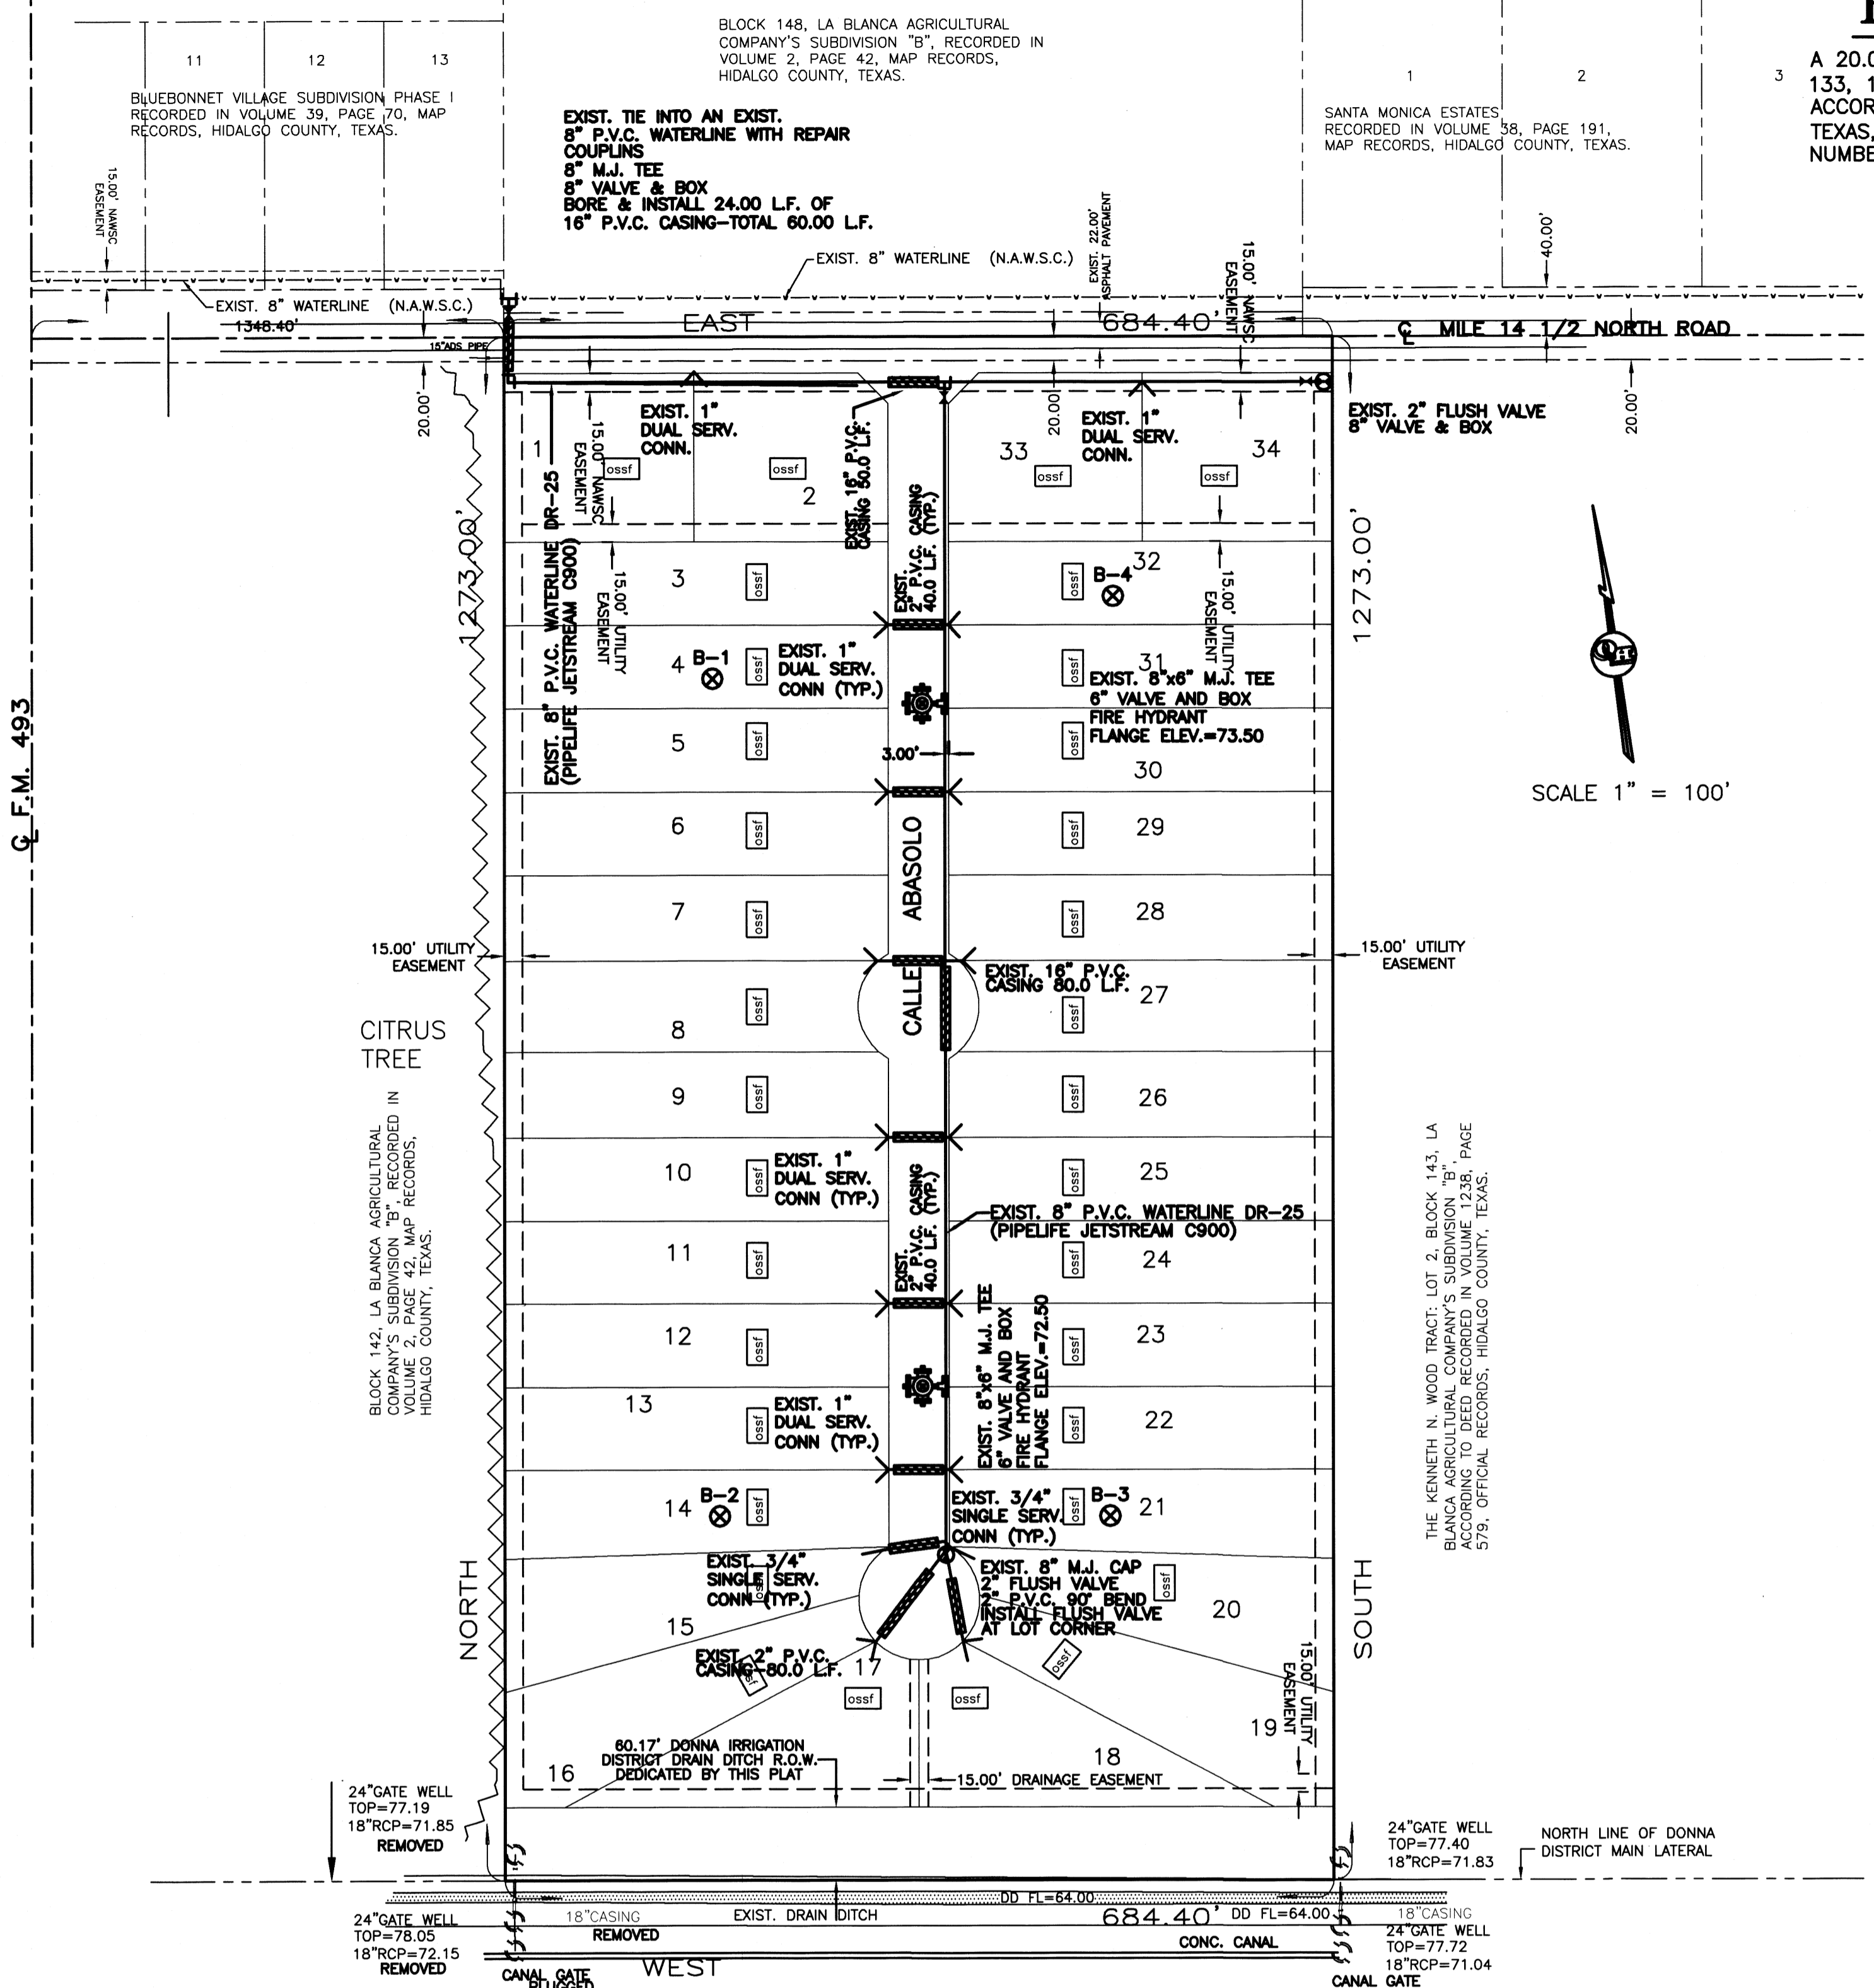 BLOCK 148, LA BLANCA AGRICULTURAL
COMPANY'S SUBDIVISION "B", RECORDED IN
VOLUME 2, PAGE 42, MAP RECORDS,
HIDALGO COUNTY, TEXAS.
11
12
13
BLUEBONNET VILLAGE SUBDIVISION PHASE I
RECORDED IN VOLUME 39, PAGE 70, MAP
RECORDS, HIDALGO COUNTY, TEXAS.
1
2
3
SANTA MONICA ESTATES
RECORDED IN VOLUME 38, PAGE 191,
MAP RECORDS, HIDALGO COUNTY, TEXAS.
A 20.0
133, 1
ACCOR
TEXAS,
NUMBE
EXIST. TIE INTO AN EXIST.
8" P.V.C. WATERLINE WITH REPAIR
COUPLINS
8" M.J. TEE
8" VALVE & BOX
BORE & INSTALL 24.00 L.F. OF
16" P.V.C. CASING-TOTAL 60.00 L.F.
15.00' NAWSC
EASEMENT
EXIST. 8" WATERLINE (N.A.W.S.C.)
EXIST. 8" WATERLINE (N.A.W.S.C.)
EXIST. 22.00'
ASPHALT PAVEMENT
15.00' NAWSC
EASEMENT
40.00'
1348.40'
EAST
684.40'
℄ MILE 14 1/2 NORTH ROAD
15"ADS PIPE
20.00'
20.00'
20.00'
EXIST. 2" FLUSH VALVE
8" VALVE & BOX
EXIST. 1"
DUAL SERV.
CONN.
EXIST. 1"
DUAL SERV.
CONN.
1
2
33
34
ossf
ossf
ossf
ossf
15.00' NAWSC
EASEMENT
EXIST. 16" P.V.C.
CASING 50.0 L.F.
EXIST.
2" P.V.C. CASING
40.0 L.F. (TYP.)
EXIST. 8" P.V.C. WATERLINE DR-25
(PIPELIFE JETSTREAM C900)
1273.00'
1273.00'
15.00' UTILITY
EASEMENT
15.00' UTILITY
EASEMENT
3
ossf
ossf
B-4
32
4
B-1
ossf
EXIST. 1"
DUAL SERV.
CONN (TYP.)
ossf
31
EXIST. 8"x6" M.J. TEE
6" VALVE AND BOX
FIRE HYDRANT
FLANGE ELEV.=73.50
5
ossf
3.00'
ossf
30
SCALE 1" = 100'
℄ F.M. 493
6
ossf
ossf
29
7
ossf
ossf
28
CALLE ABASOLO
15.00' UTILITY
EASEMENT
15.00' UTILITY
EASEMENT
EXIST. 16" P.V.C.
CASING 80.0 L.F.
8
ossf
ossf
27
CITRUS
TREE
9
ossf
ossf
26
BLOCK 142, LA BLANCA AGRICULTURAL
COMPANY'S SUBDIVISION "B", RECORDED IN
VOLUME 2, PAGE 42, MAP RECORDS,
HIDALGO COUNTY, TEXAS.
THE KENNETH N. WOOD TRACT: LOT 2, BLOCK 143, LA
BLANCA AGRICULTURAL COMPANY'S SUBDIVISION "B",
ACCORDING TO DEED RECORDED IN VOLUME 1238, PAGE
579, OFFICIAL RECORDS, HIDALGO COUNTY, TEXAS.
10
ossf
EXIST. 1"
DUAL SERV.
CONN (TYP.)
ossf
25
EXIST.
2" P.V.C. CASING
40.0 L.F. (TYP.)
EXIST. 8" P.V.C. WATERLINE DR-25
(PIPELIFE JETSTREAM C900)
11
ossf
ossf
24
12
ossf
ossf
23
EXIST. 8"x6" M.J. TEE
6" VALVE AND BOX
FIRE HYDRANT
FLANGE ELEV.=72.50
13
ossf
EXIST. 1"
DUAL SERV.
CONN (TYP.)
ossf
22
14
B-2
ossf
EXIST. 3/4"
SINGLE SERV.
CONN (TYP.)
ossf
B-3
21
NORTH
SOUTH
EXIST. 3/4"
SINGLE SERV.
CONN (TYP.)
EXIST. 8" M.J. CAP
2" FLUSH VALVE
2" P.V.C. 90° BEND
INSTALL FLUSH VALVE
AT LOT CORNER
ossf
ossf
15
20
EXIST. 2" P.V.C.
CASING-80.0 L.F.
17
ossf
ossf
ossf
15.00' UTILITY
EASEMENT
19
16
18
60.17' DONNA IRRIGATION
DISTRICT DRAIN DITCH R.O.W.
DEDICATED BY THIS PLAT
15.00' DRAINAGE EASEMENT
24"GATE WELL
TOP=77.19
18"RCP=71.85
REMOVED
24"GATE WELL
TOP=77.40
18"RCP=71.83
NORTH LINE OF DONNA
DISTRICT MAIN LATERAL
DD FL=64.00
24"GATE WELL
TOP=78.05
18"RCP=72.15
REMOVED
18"CASING
REMOVED
EXIST. DRAIN DITCH
684.40'
DD FL=64.00
18"CASING
24"GATE WELL
TOP=77.72
18"RCP=71.04
CONC. CANAL
WEST
CANAL GATE
PLUGGED
CANAL GATE